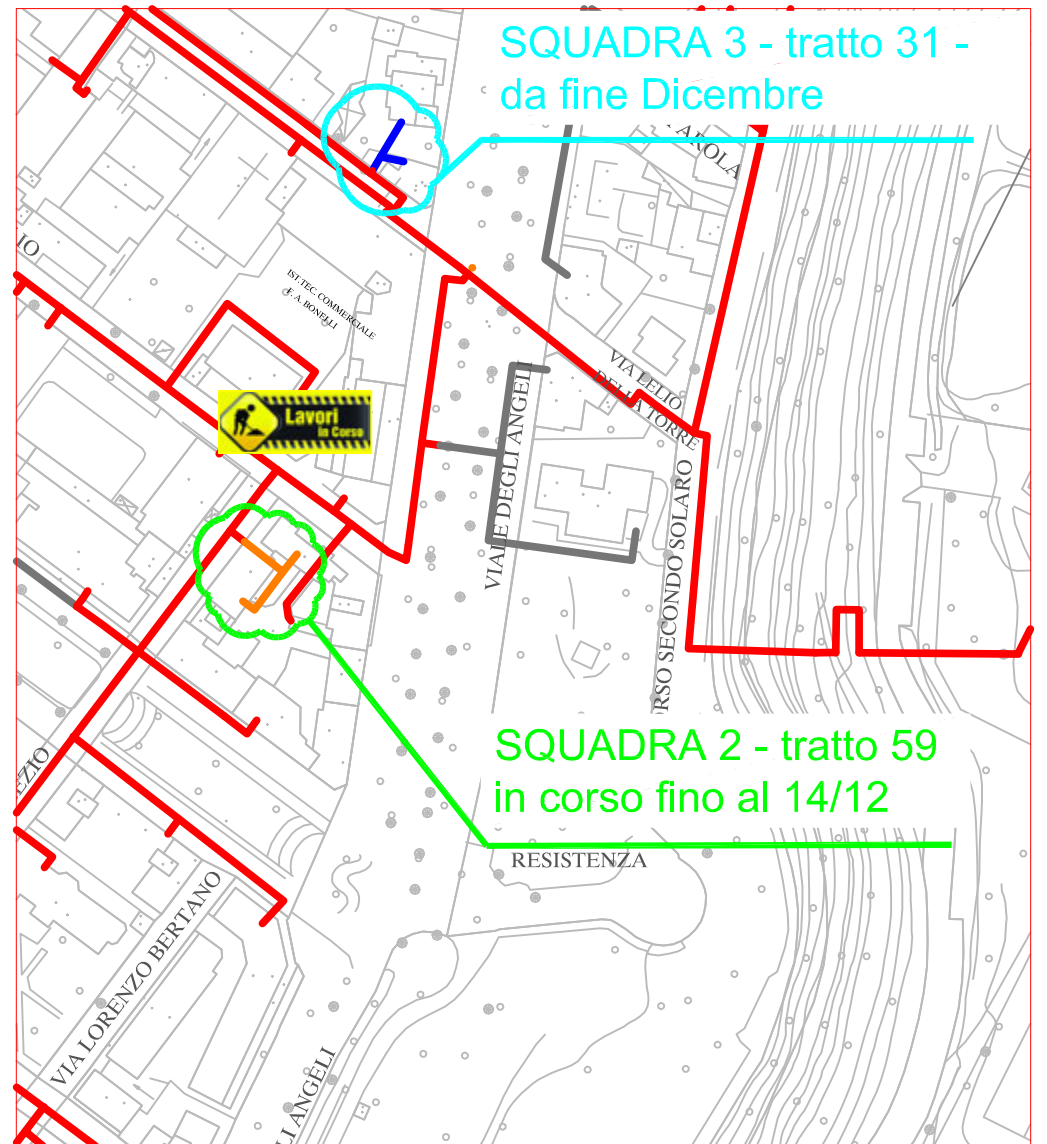 SQUADRA 3 - tratto 31 -
da fine Dicembre
IO
IST.TEC. COMMERCIALE
F. A. BONELLI
VIA LELIO
DELLA TORRE
Lavori
in Corso
VIALE DEGLI ANGELI
RSO SECONDO SOLARO
SQUADRA 2 - tratto 59
in corso fino al 14/12
EZIO
RESISTENZA
VIA LORENZO BERTANO
LI ANGELI